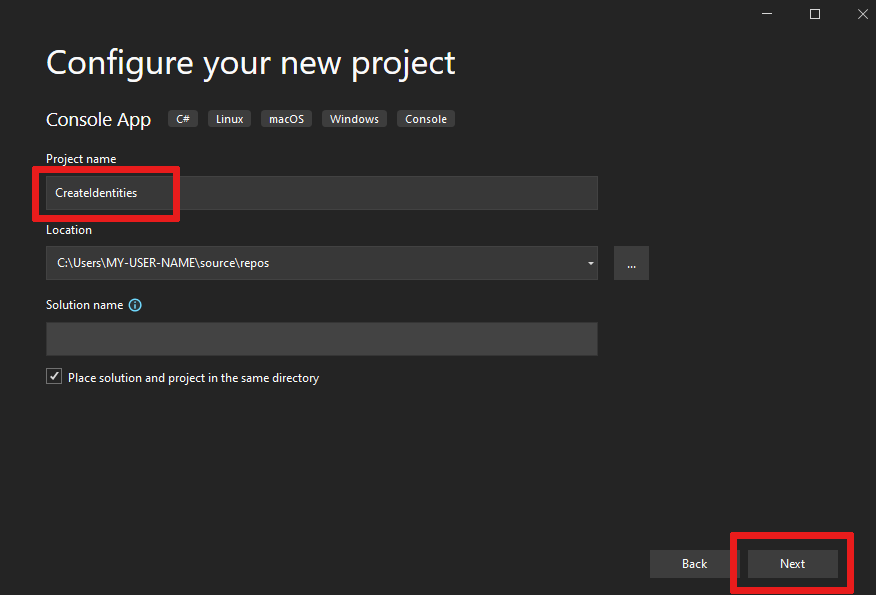 Configure your new project
Console App C# Linux macOS Windows Console
Project name
CreateIdentities
Location
C:\Users\MY-USER-NAME\source\repos
...
Solution name
Place solution and project in the same directory
Back Next